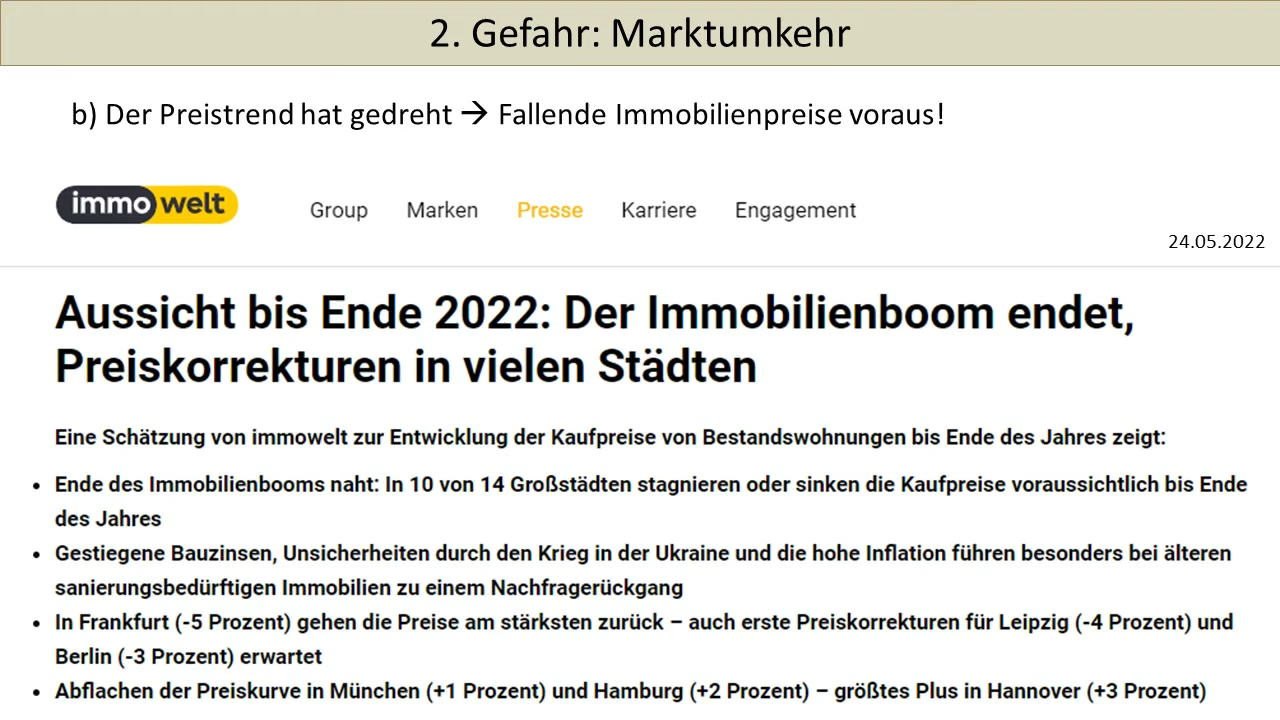 2. Gefahr: Marktumkehr
b) Der Preistrend hat gedreht → Fallende Immobilienpreise voraus!
immowelt
Group Marken Presse Karriere Engagement
24.05.2022
Aussicht bis Ende 2022: Der Immobilienboom endet,
Preiskorrekturen in vielen Städten
Eine Schätzung von immowelt zur Entwicklung der Kaufpreise von Bestandswohnungen bis Ende des Jahres zeigt:
• Ende des Immobilienbooms naht: In 10 von 14 Großstädten stagnieren oder sinken die Kaufpreise voraussichtlich bis Ende
des Jahres
• Gestiegene Bauzinsen, Unsicherheiten durch den Krieg in der Ukraine und die hohe Inflation führen besonders bei älteren
sanierungsbedürftigen Immobilien zu einem Nachfragerückgang
• In Frankfurt (-5 Prozent) gehen die Preise am stärksten zurück – auch erste Preiskorrekturen für Leipzig (-4 Prozent) und
Berlin (-3 Prozent) erwartet
• Abflachen der Preiskurve in München (+1 Prozent) und Hamburg (+2 Prozent) – größtes Plus in Hannover (+3 Prozent)